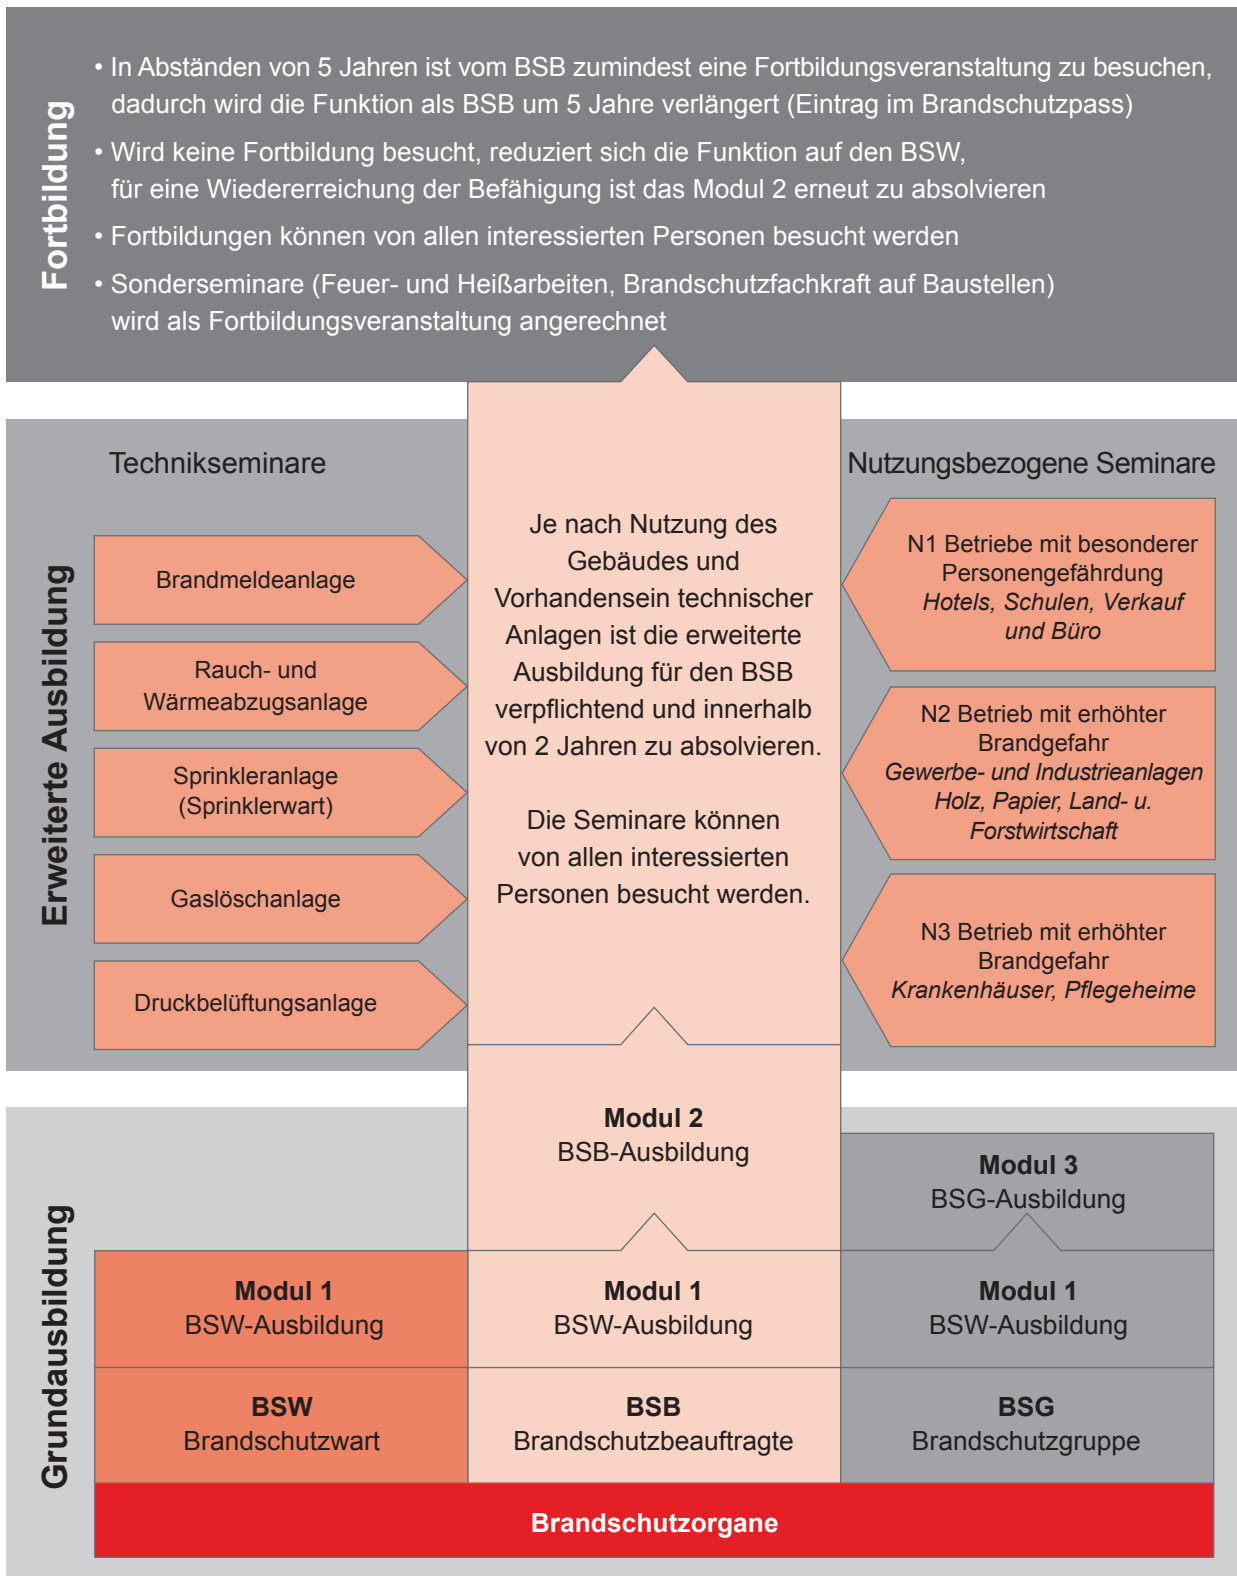 Fortbildung
• In Abständen von 5 Jahren ist vom BSB zumindest eine Fortbildungsveranstaltung zu besuchen,
dadurch wird die Funktion als BSB um 5 Jahre verlängert (Eintrag im Brandschutzpass)
• Wird keine Fortbildung besucht, reduziert sich die Funktion auf den BSW,
für eine Wiedererreichung der Befähigung ist das Modul 2 erneut zu absolvieren
• Fortbildungen können von allen interessierten Personen besucht werden
• Sonderseminare (Feuer- und Heißarbeiten, Brandschutzfachkraft auf Baustellen)
wird als Fortbildungsveranstaltung angerechnet
Erweiterte Ausbildung
Technikseminare
Brandmeldeanlage
Rauch- und
Wärmeabzugsanlage
Sprinkleranlage
(Sprinklerwart)
Gaslöschanlage
Druckbelüftungsanlage
Je nach Nutzung des
Gebäudes und
Vorhandensein technischer
Anlagen ist die erweiterte
Ausbildung für den BSB
verpflichtend und innerhalb
von 2 Jahren zu absolvieren.
Die Seminare können
von allen interessierten
Personen besucht werden.
Nutzungsbezogene Seminare
N1 Betriebe mit besonderer
Personengefährdung
Hotels, Schulen, Verkauf
und Büro
N2 Betrieb mit erhöhter
Brandgefahr
Gewerbe- und Industrieanlagen
Holz, Papier, Land- u.
Forstwirtschaft
N3 Betrieb mit erhöhter
Brandgefahr
Krankenhäuser, Pflegeheime
Grundausbildung
Modul 2
BSB-Ausbildung
Modul 3
BSG-Ausbildung
Modul 1
BSW-Ausbildung
Modul 1
BSW-Ausbildung
Modul 1
BSW-Ausbildung
BSW
Brandschutzwart
BSB
Brandschutzbeauftragte
BSG
Brandschutzgruppe
Brandschutzorgane